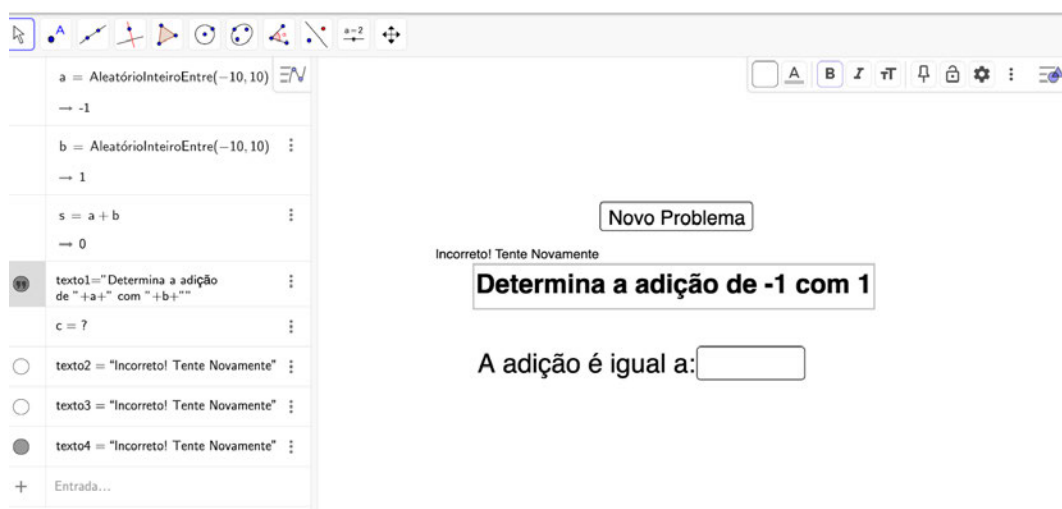 A
a=2
a = AleatórioInteiroEntre(−10, 10)
→ -1
b = AleatórioInteiroEntre(−10, 10)
→ 1
s = a + b
→ 0
texto1="Determina a adição
de "+a+" com "+b+""
c = ?
texto2 = "Incorreto! Tente Novamente"
texto3 = "Incorreto! Tente Novamente"
texto4 = "Incorreto! Tente Novamente"
+ Entrada...
A B I TT
Novo Problema
Incorreto! Tente Novamente
Determina a adição de -1 com 1
A adição é igual a: